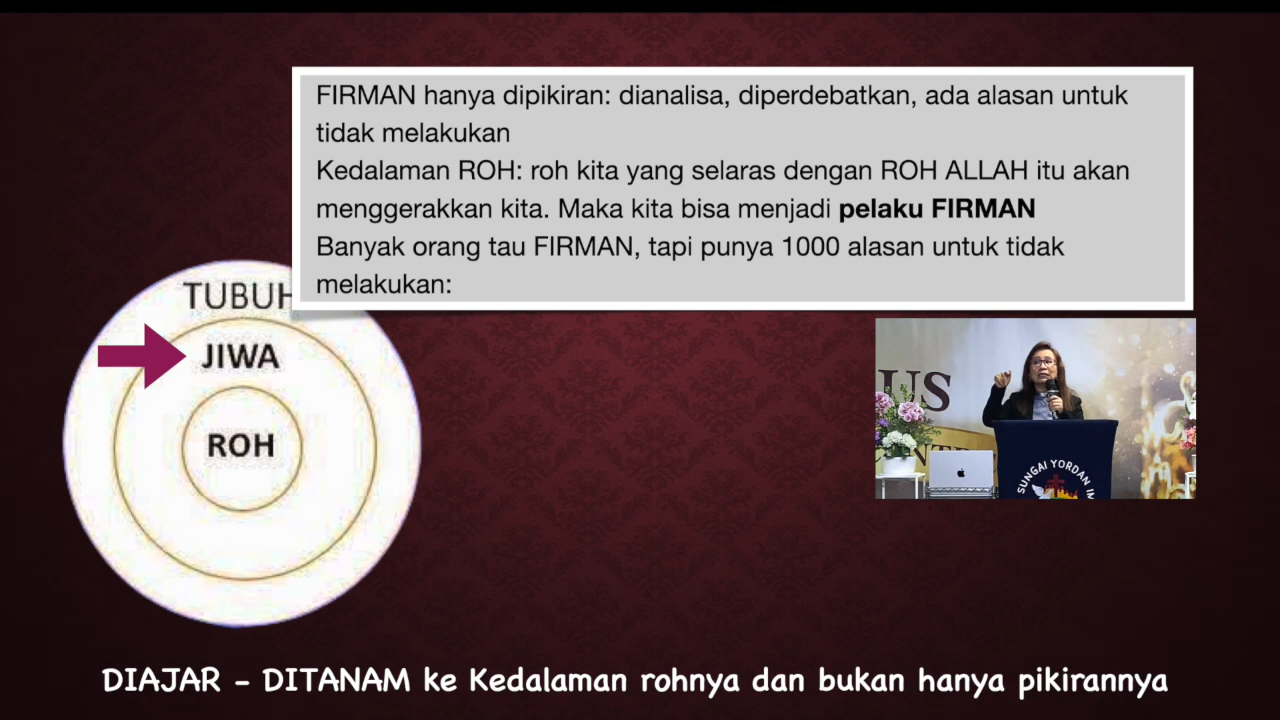 FIRMAN hanya dipikiran: dianalisa, diperdebatkan, ada alasan untuk
tidak melakukan
Kedalaman ROH: roh kita yang selaras dengan ROH ALLAH itu akan
menggerakkan kita. Maka kita bisa menjadi pelaku FIRMAN
Banyak orang tau FIRMAN, tapi punya 1000 alasan untuk tidak
melakukan:
TUBUH
JIWA
ROH
US
SUNGAI YORDAN
DIAJAR - DITANAM ke Kedalaman rohnya dan bukan hanya pikirannya